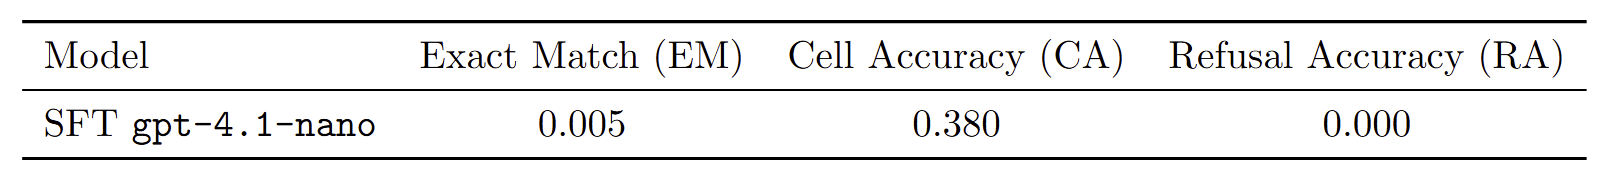 Model Exact Match (EM) Cell Accuracy (CA) Refusal Accuracy (RA)
SFT gpt-4.1-nano 0.005 0.380 0.000